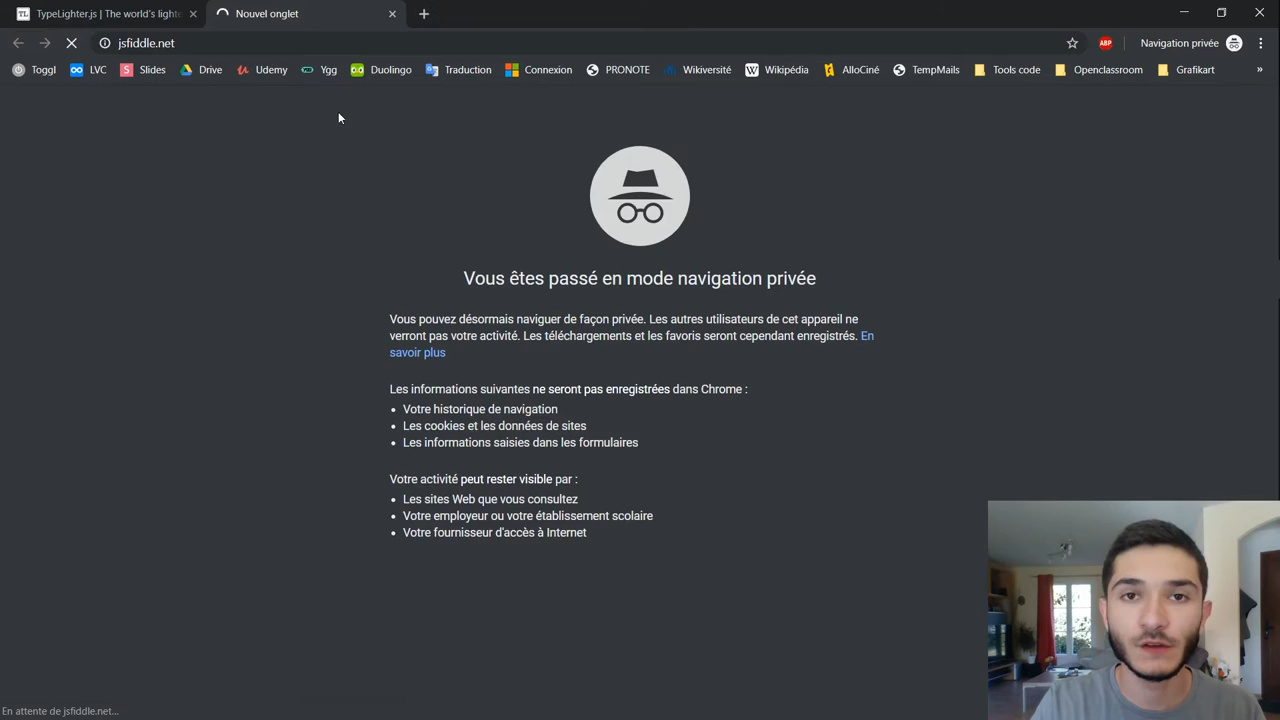 TypeLighter.js | The world's lighte
Nouvel onglet
jsfiddle.net
ABP
Navigation privée
Toggl
LVC
Slides
Drive
Udemy
Ygg
Duolingo
Traduction
Connexion
PRONOTE
Wikiversité
Wikipédia
AlloCiné
TempMails
Tools code
Openclassroom
Grafikart
»
Vous êtes passé en mode navigation privée
Vous pouvez désormais naviguer de façon privée. Les autres utilisateurs de cet appareil ne
verront pas votre activité. Les téléchargements et les favoris seront cependant enregistrés. En
savoir plus
Les informations suivantes ne seront pas enregistrées dans Chrome :
• Votre historique de navigation
• Les cookies et les données de sites
• Les informations saisies dans les formulaires
Votre activité peut rester visible par :
• Les sites Web que vous consultez
• Votre employeur ou votre établissement scolaire
• Votre fournisseur d'accès à Internet
En attente de jsfiddle.net...